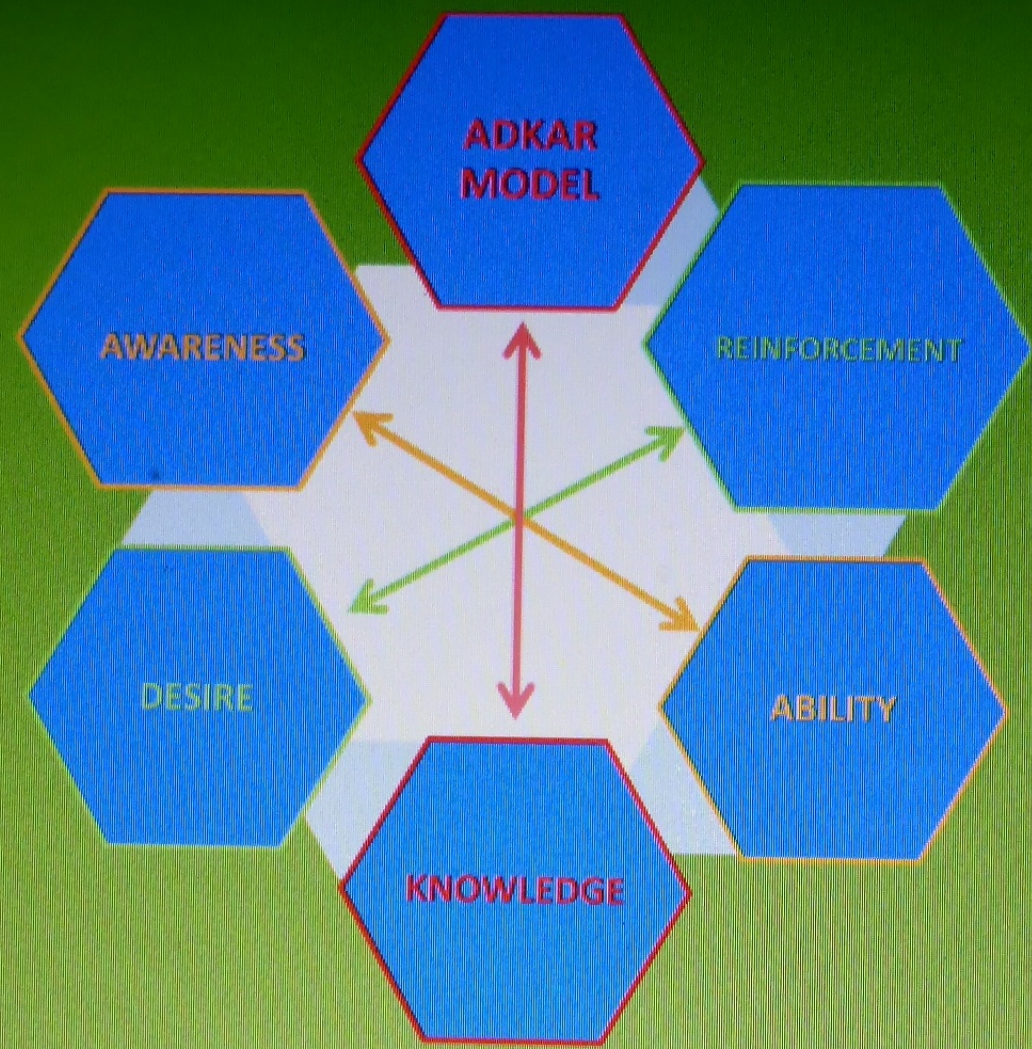 ADKAR
MODEL
AWARENESS
REINFORCEMENT
DESIRE
ABILITY
KNOWLEDGE